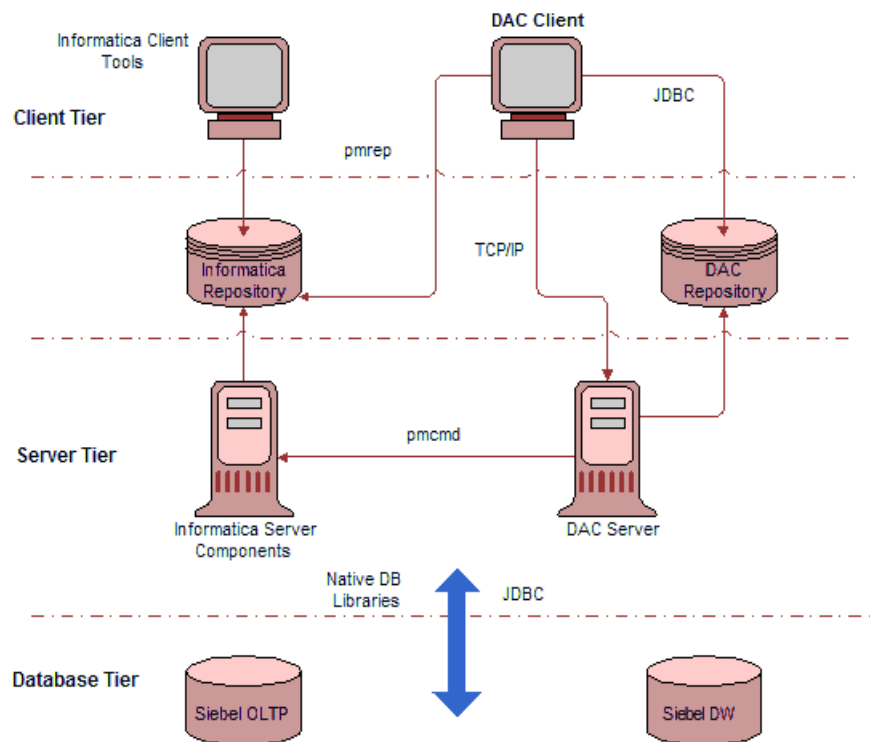 DAC Client
Informatica Client
Tools
JDBC
Client Tier
pmrep
TCP/IP
Informatica
Repository
DAC
Repository
pmcmd
Server Tier
Informatica Server
Components
DAC Server
Native DB
Libraries
JDBC
Database Tier
Siebel OLTP
Siebel DW